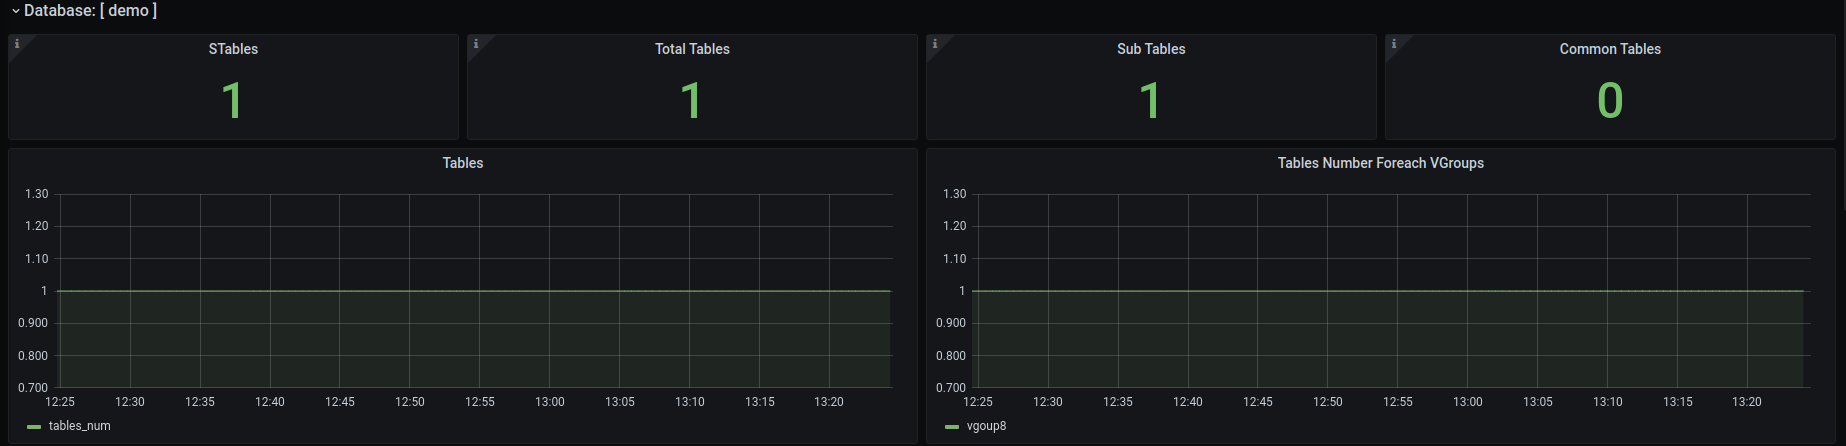 Database: [ demo ]
i STables
1
i Total Tables
1
i Sub Tables
1
i Common Tables
0
Tables
1.30
1.20
1.10
1
0.900
0.800
0.700
12:25 12:30 12:35 12:40 12:45 12:50 12:55 13:00 13:05 13:10 13:15 13:20
tables_num
Tables Number Foreach VGroups
1.30
1.20
1.10
1
0.900
0.800
0.700
12:25 12:30 12:35 12:40 12:45 12:50 12:55 13:00 13:05 13:10 13:15 13:20
vgoup8